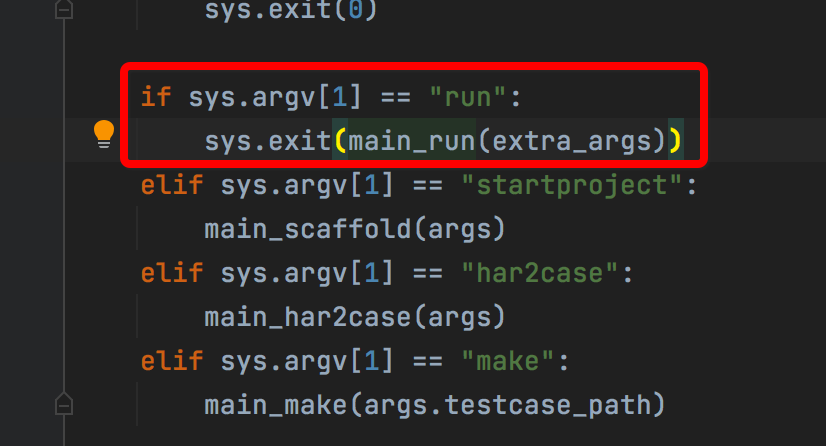 sys.exit(0)
if sys.argv[1] == "run":
sys.exit(main_run(extra_args))
elif sys.argv[1] == "startproject":
main_scaffold(args)
elif sys.argv[1] == "har2case":
main_har2case(args)
elif sys.argv[1] == "make":
main_make(args.testcase_path)